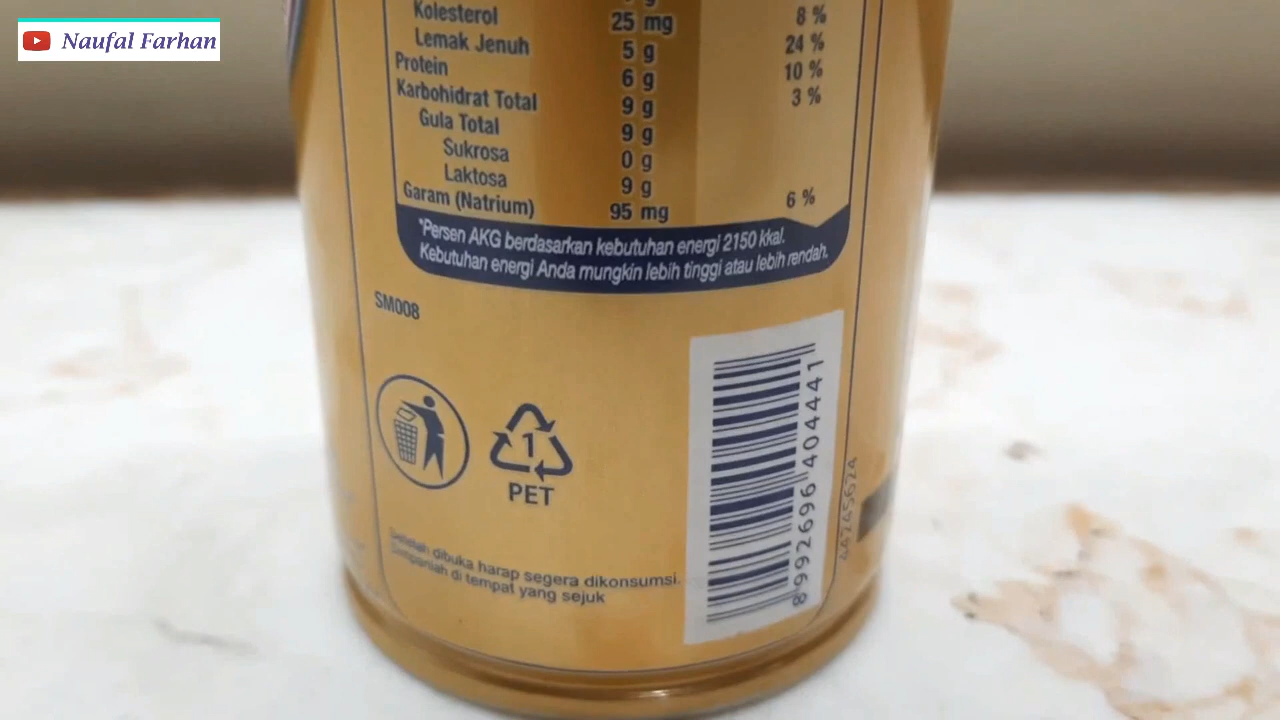 Naufal Farhan
Kolesterol 25 mg 8 %
Lemak Jenuh 5 g 24 %
Protein 6 g 10 %
Karbohidrat Total 9 g 3 %
Gula Total 9 g
Sukrosa 0 g
Laktosa 9 g
Garam (Natrium) 95 mg 6 %
*Persen AKG berdasarkan kebutuhan energi 2150 kkal.
Kebutuhan energi Anda mungkin lebih tinggi atau lebih rendah.
SM008
1
PET
Setelah dibuka harap segera dikonsumsi.
Simpanlah di tempat yang sejuk
8992696404441
44745624